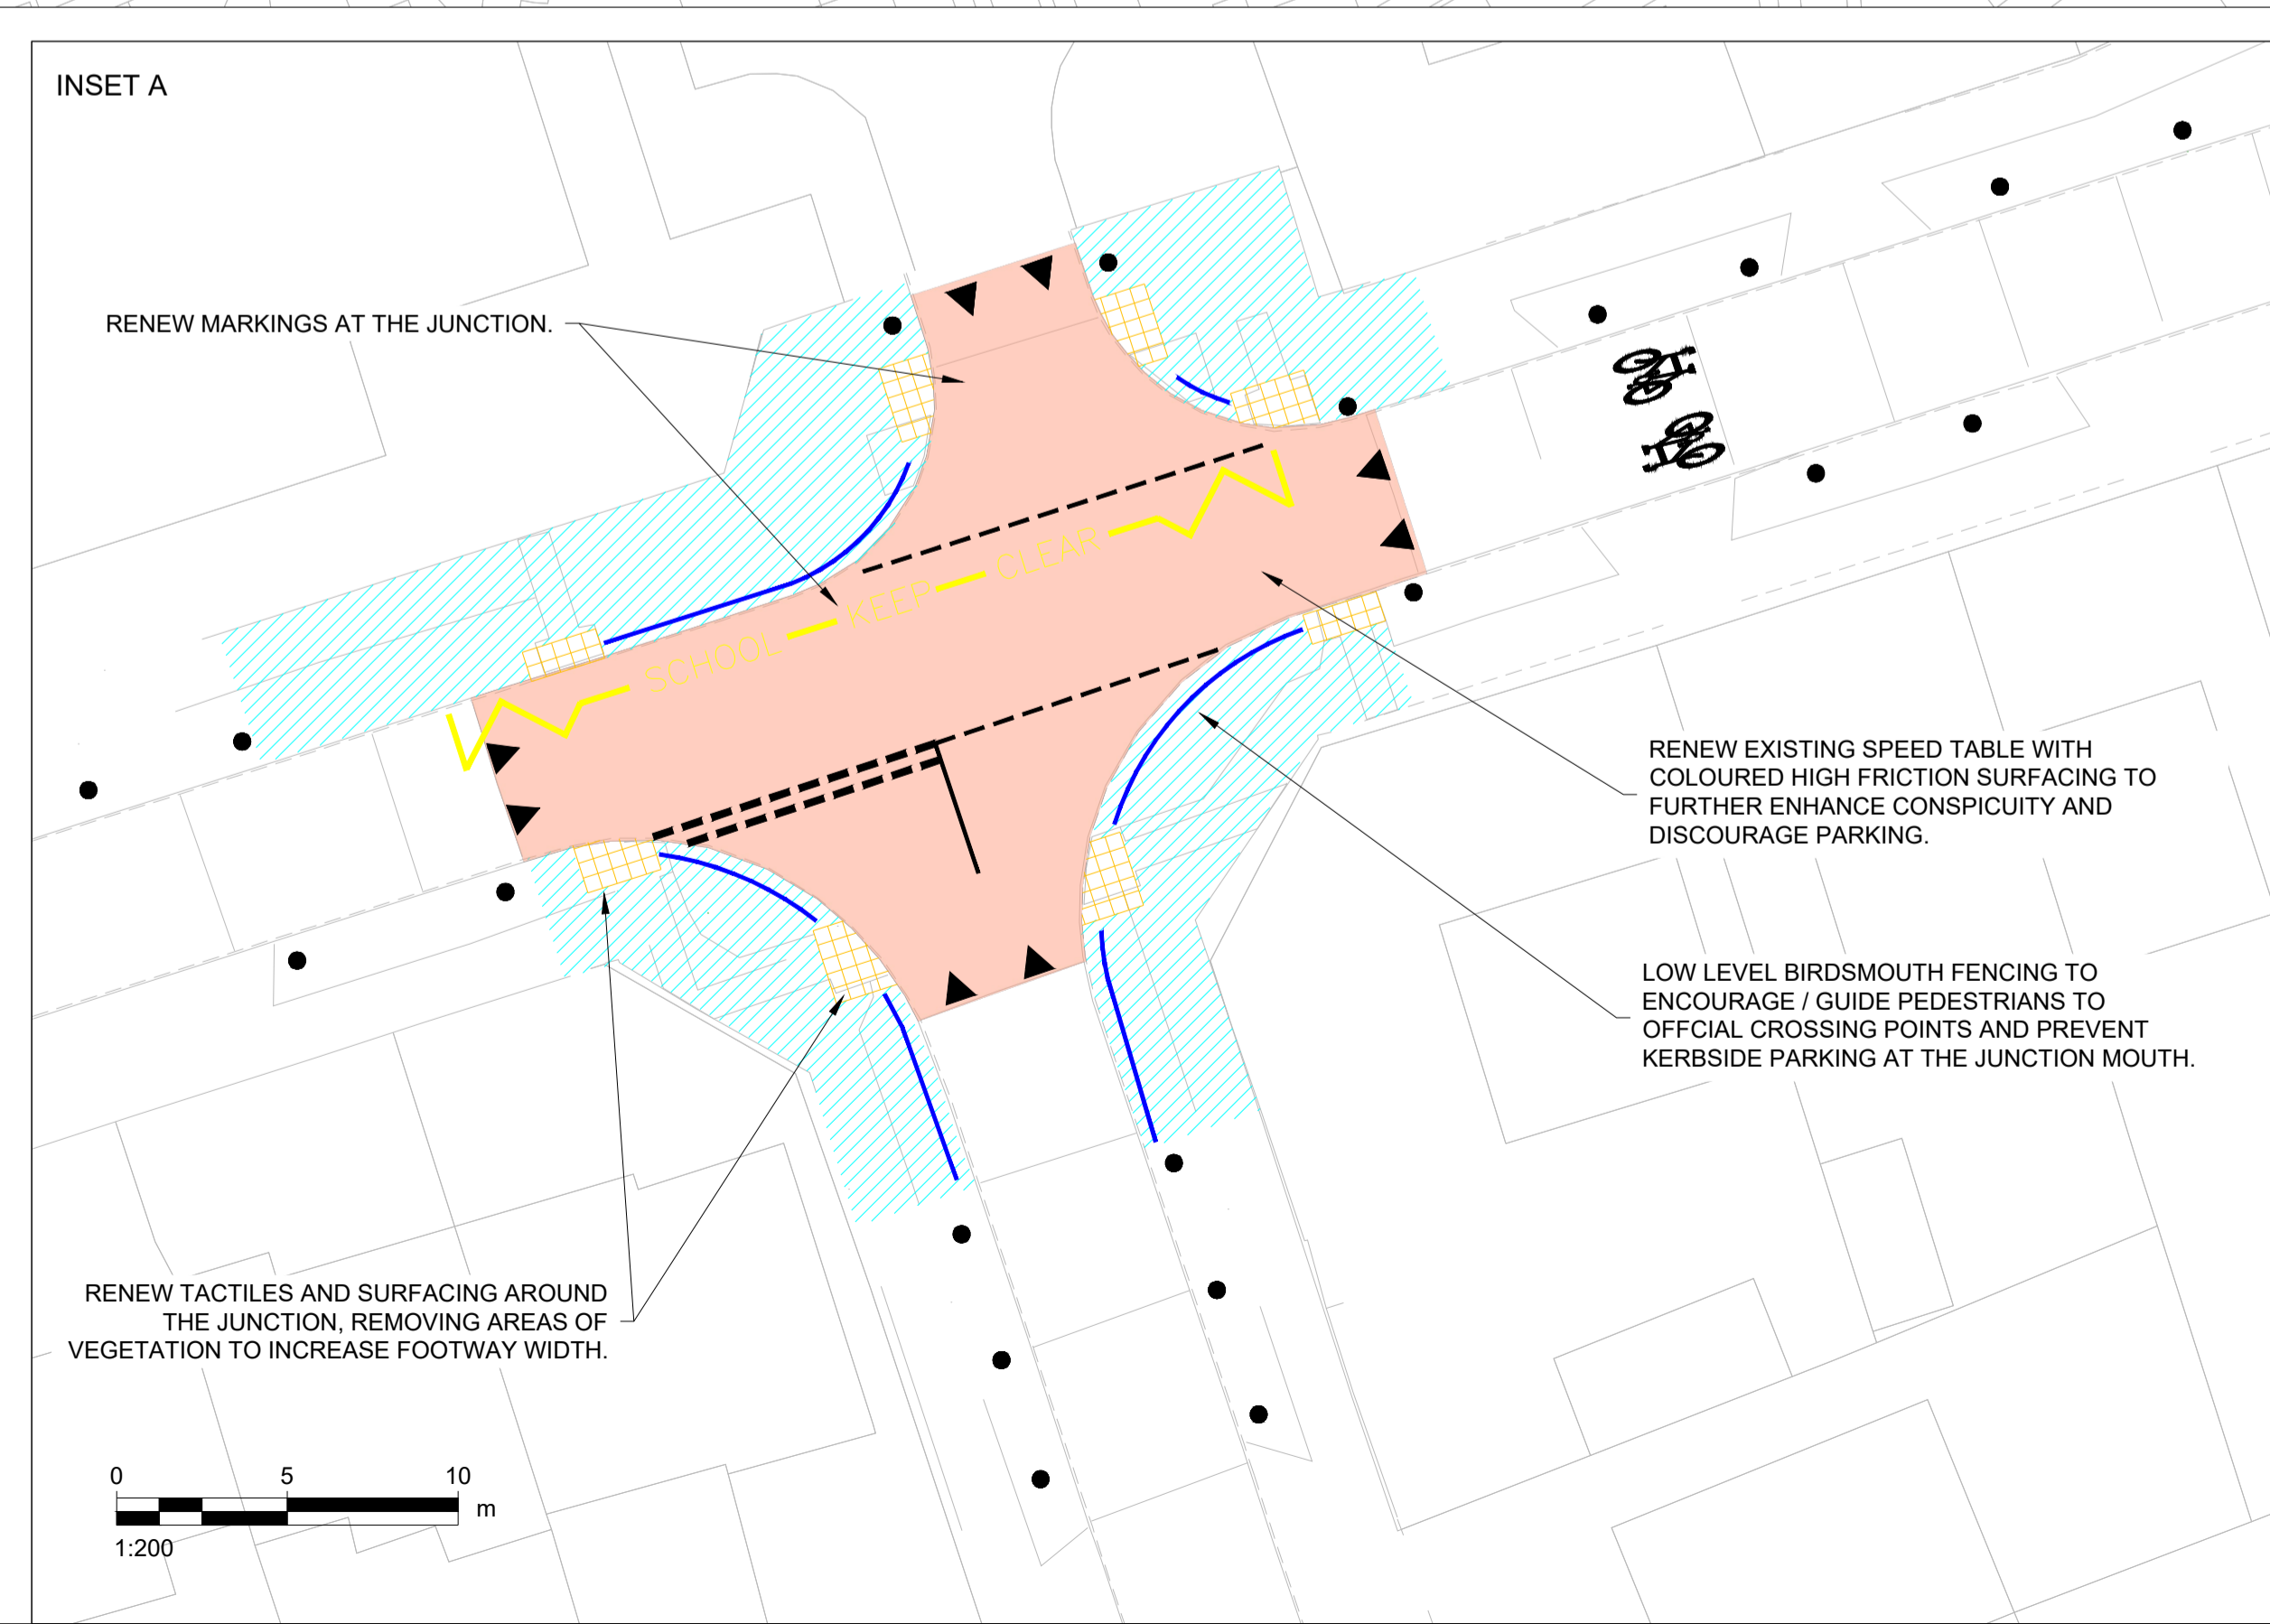 INSET A
RENEW MARKINGS AT THE JUNCTION.
SCHOOL KEEP CLEAR
RENEW EXISTING SPEED TABLE WITH
COLOURED HIGH FRICTION SURFACING TO
FURTHER ENHANCE CONSPICUITY AND
DISCOURAGE PARKING.
LOW LEVEL BIRDSMOUTH FENCING TO
ENCOURAGE / GUIDE PEDESTRIANS TO
OFFCIAL CROSSING POINTS AND PREVENT
KERBSIDE PARKING AT THE JUNCTION MOUTH.
RENEW TACTILES AND SURFACING AROUND
THE JUNCTION, REMOVING AREAS OF
VEGETATION TO INCREASE FOOTWAY WIDTH.
0 5 10
m
1:200